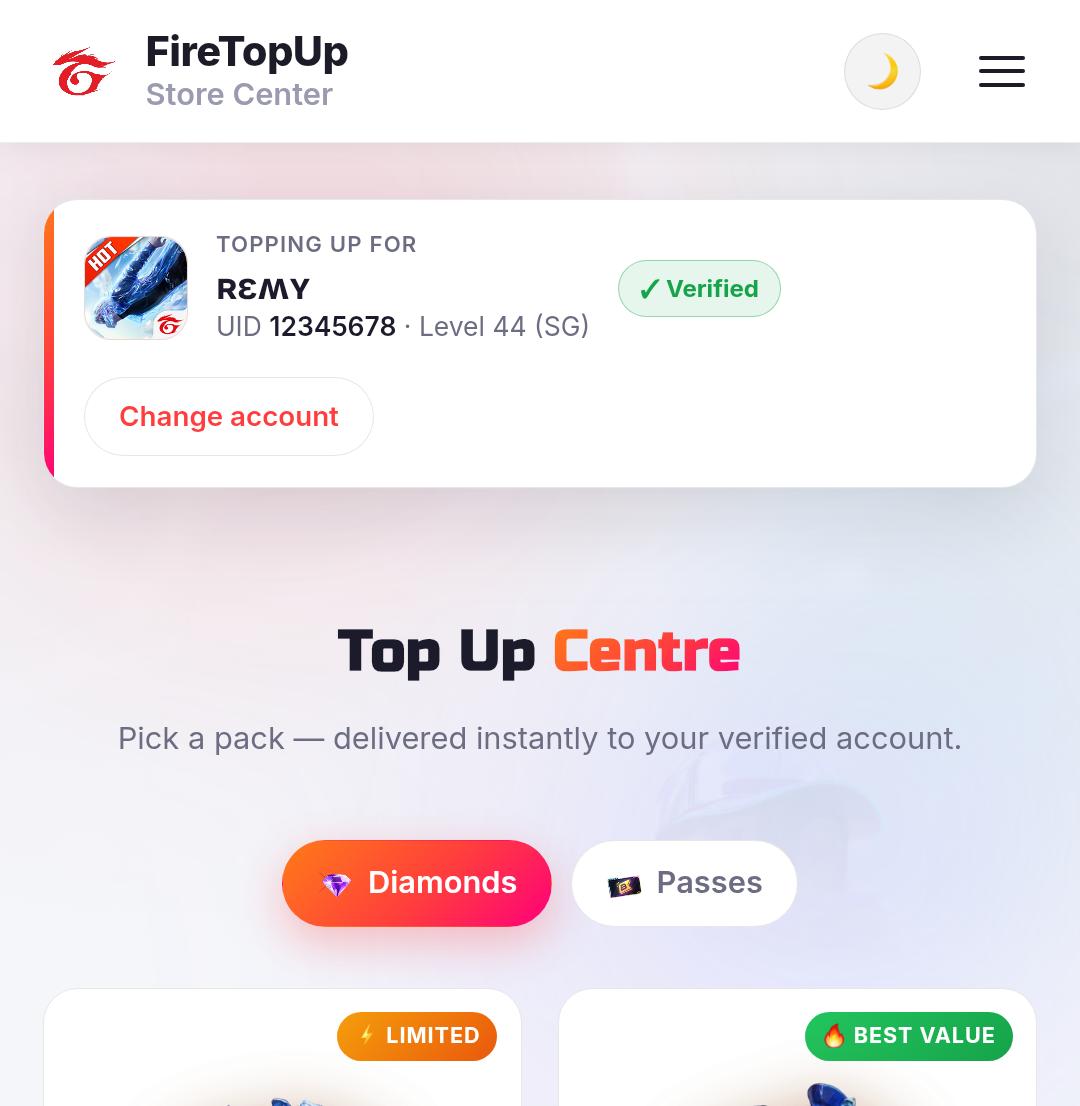 FireTopUp
Store Center
HOT
TOPPING UP FOR
RƐʍY
UID 12345678 · Level 44 (SG)
✓ Verified
Change account
Top Up Centre
Pick a pack — delivered instantly to your verified account.
Diamonds
Passes
LIMITED
BEST VALUE